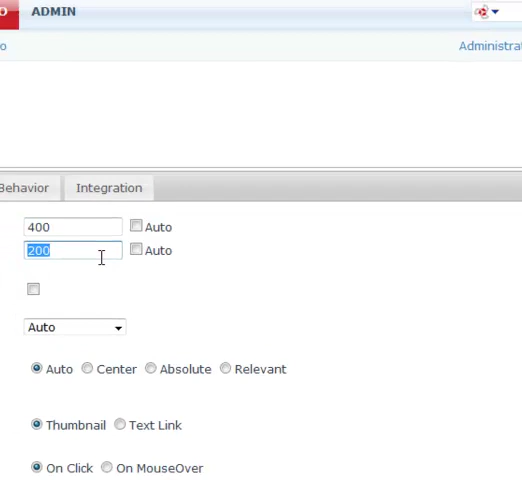 ADMIN
Behavior Integration
400 Auto
200 Auto
Auto
Auto Center Absolute Relevant
Thumbnail Text Link
On Click On MouseOver